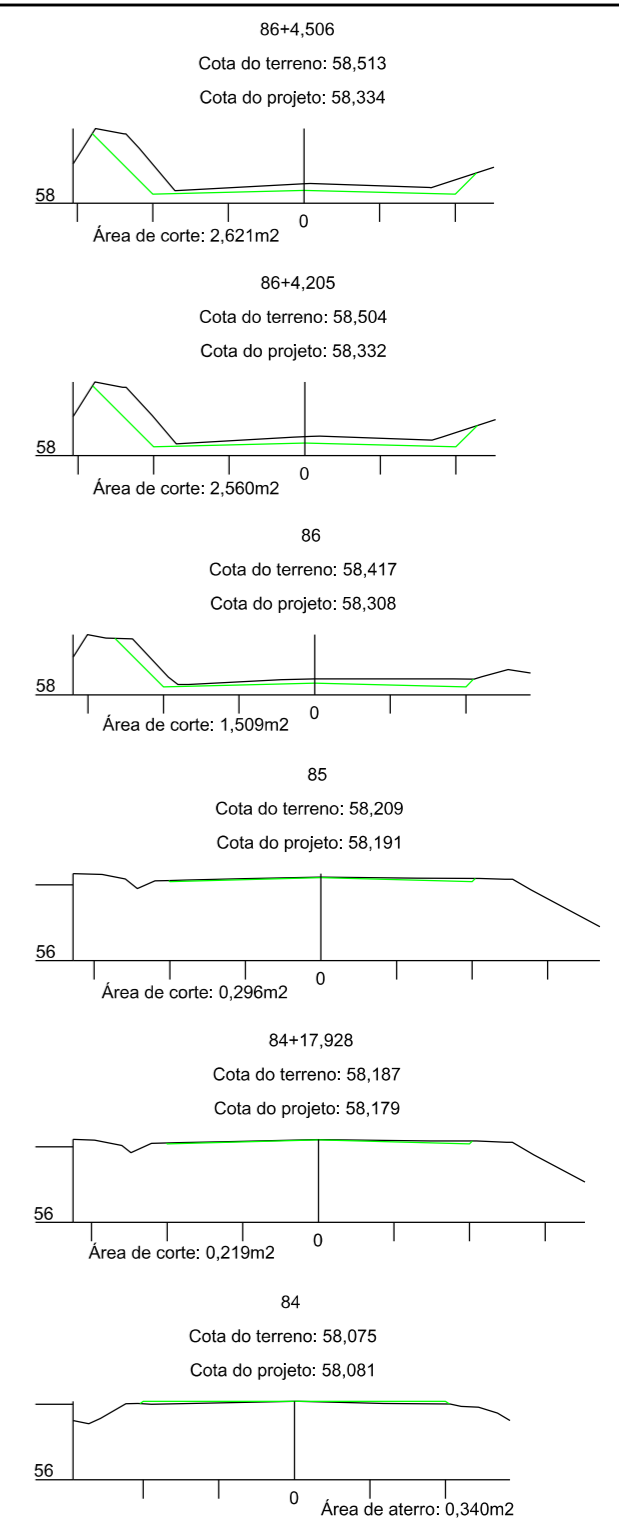 86+4,506
Cota do terreno: 58,513
Cota do projeto: 58,334
58
0
Área de corte: 2,621m2
86+4,205
Cota do terreno: 58,504
Cota do projeto: 58,332
58
0
Área de corte: 2,560m2
86
Cota do terreno: 58,417
Cota do projeto: 58,308
58
0
Área de corte: 1,509m2
85
Cota do terreno: 58,209
Cota do projeto: 58,191
56
0
Área de corte: 0,296m2
84+17,928
Cota do terreno: 58,187
Cota do projeto: 58,179
56
0
Área de corte: 0,219m2
84
Cota do terreno: 58,075
Cota do projeto: 58,081
56
0
Área de aterro: 0,340m2